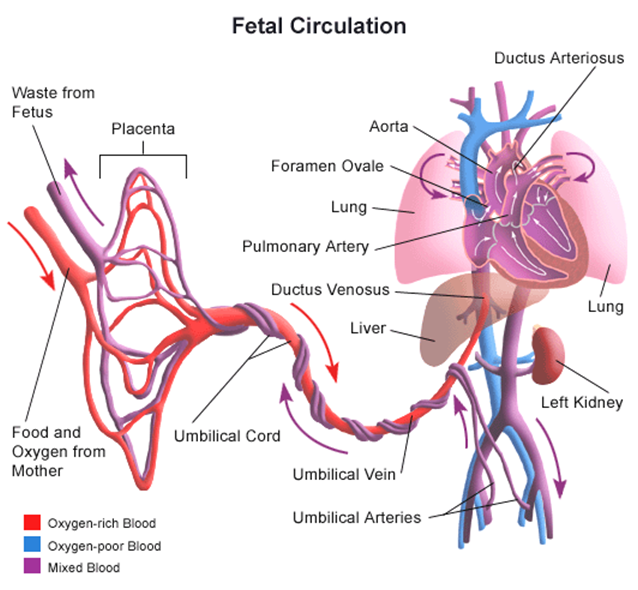 Fetal Circulation
Ductus Arteriosus
Waste from
Fetus
Placenta
Aorta
Foramen Ovale
Lung
Pulmonary Artery
Ductus Venosus
Lung
Liver
Left Kidney
Food and
Oxygen from
Mother
Umbilical Cord
Umbilical Vein
Umbilical Arteries
Oxygen-rich Blood
Oxygen-poor Blood
Mixed Blood